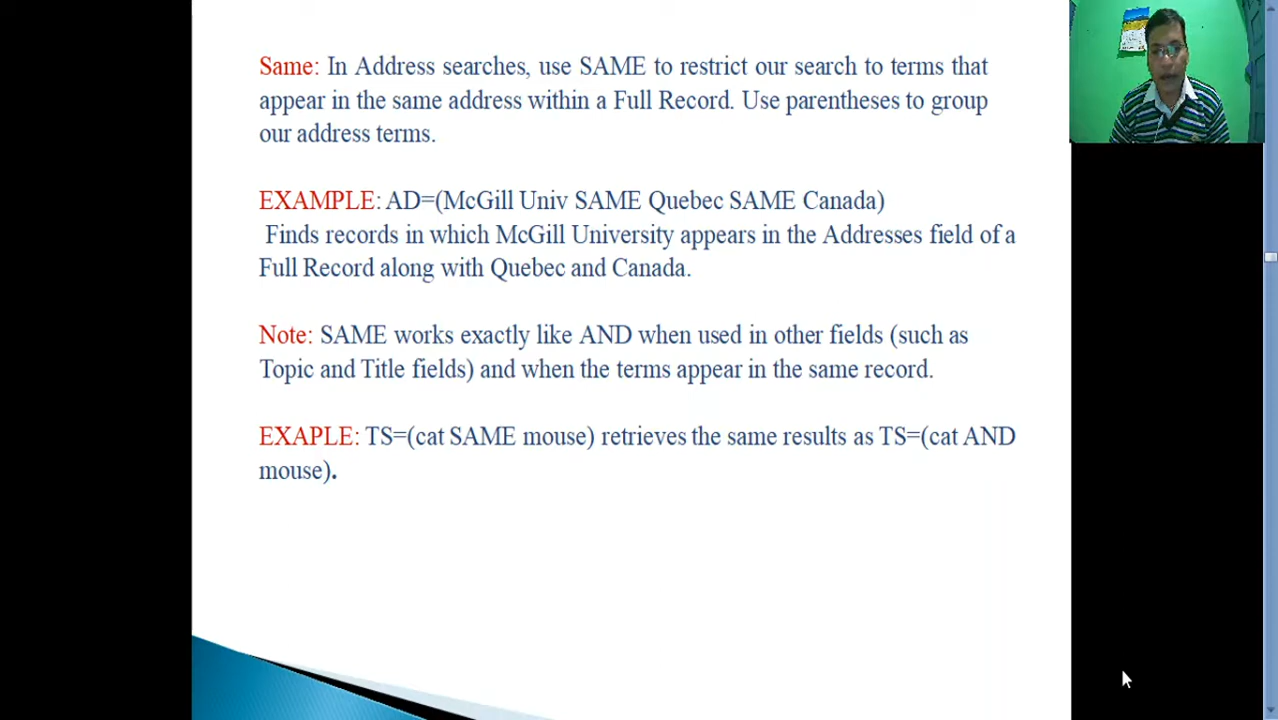 Same: In Address searches, use SAME to restrict our search to terms that
appear in the same address within a Full Record. Use parentheses to group
our address terms.
EXAMPLE: AD=(McGill Univ SAME Quebec SAME Canada)
Finds records in which McGill University appears in the Addresses field of a
Full Record along with Quebec and Canada.
Note: SAME works exactly like AND when used in other fields (such as
Topic and Title fields) and when the terms appear in the same record.
EXAPLE: TS=(cat SAME mouse) retrieves the same results as TS=(cat AND
mouse).